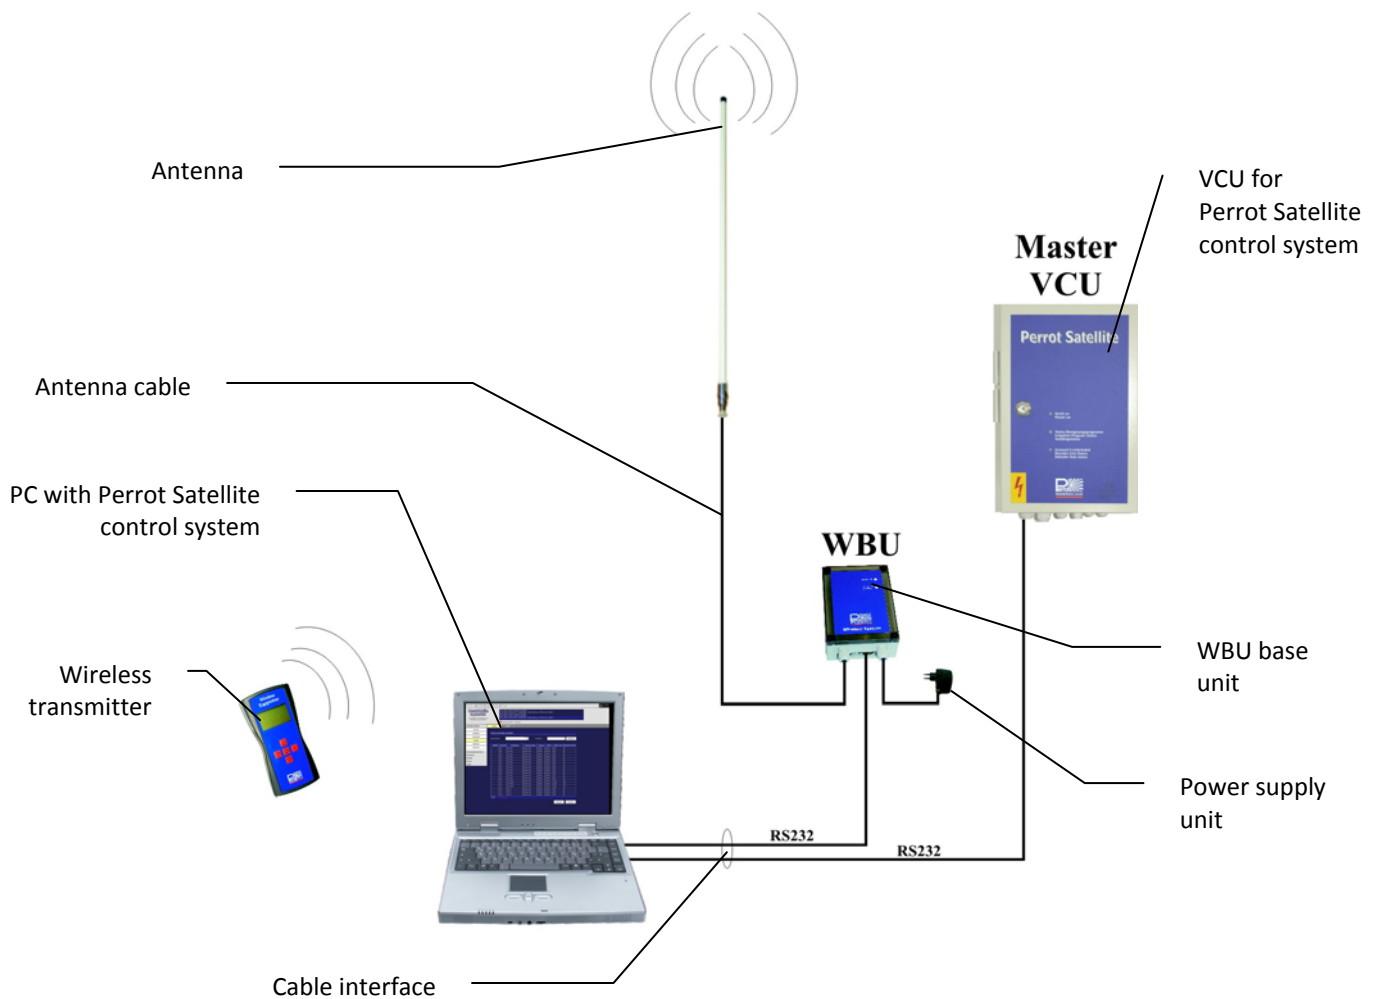 Antenna
VCU for
Perrot Satellite
control system
Master
VCU
Perrot Satellite
Antenna cable
PC with Perrot Satellite
control system
WBU
WBU base
unit
Wireless
transmitter
Power supply
unit
RS232
RS232
Cable interface